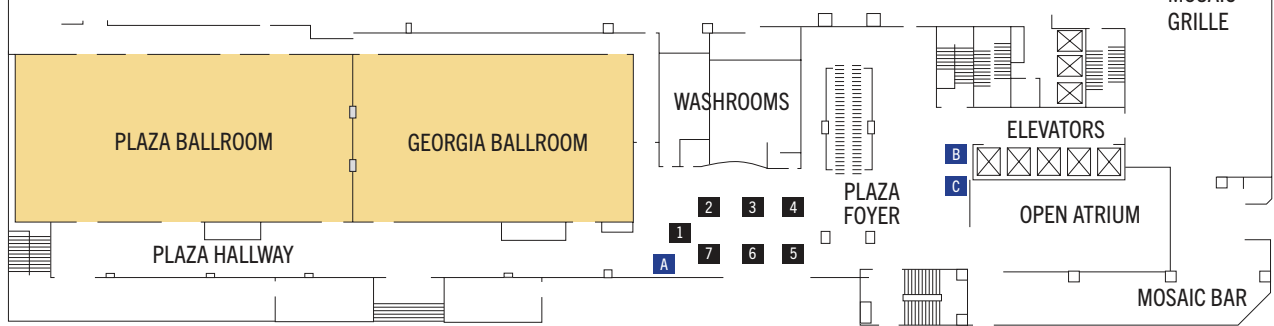 MOSAIC
GRILLE
WASHROOMS
PLAZA BALLROOM
GEORGIA BALLROOM
ELEVATORS
B
C
PLAZA
FOYER
OPEN ATRIUM
2 3 4
1
7 6 5
A
PLAZA HALLWAY
MOSAIC BAR